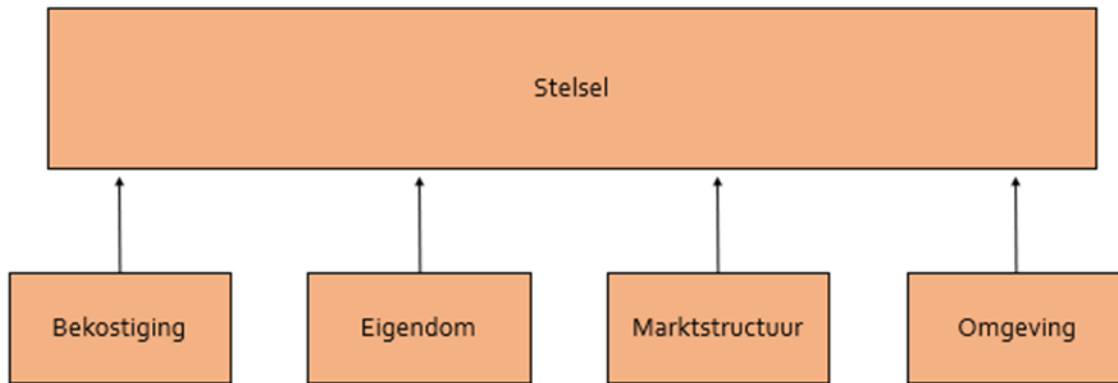 Stelsel
Bekostiging
Eigendom
Marktstructuur
Omgeving